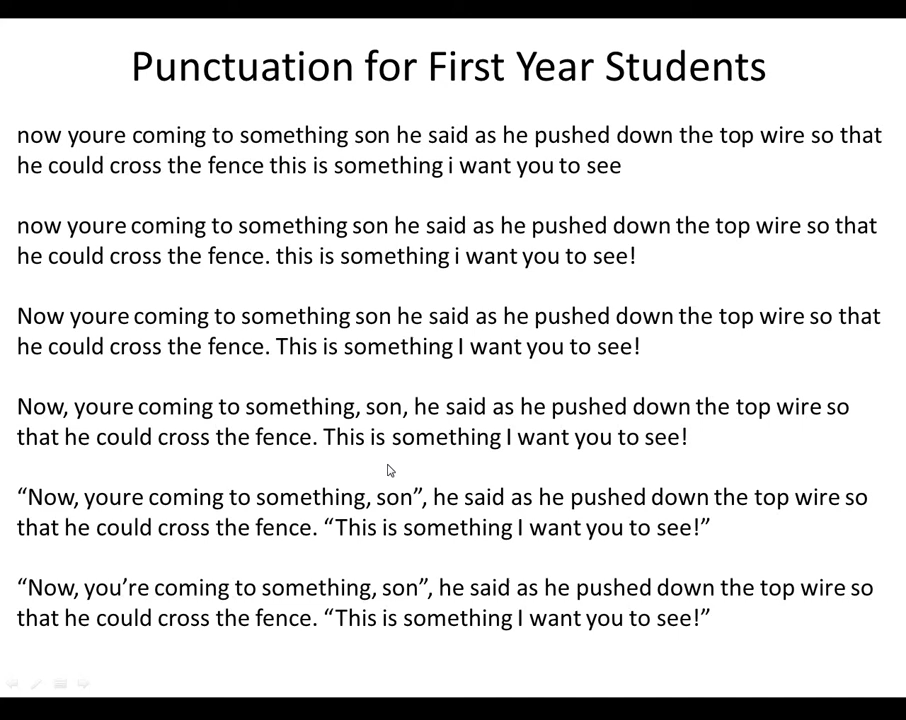 Punctuation for First Year Students
now youre coming to something son he said as he pushed down the top wire so that
he could cross the fence this is something i want you to see
now youre coming to something son he said as he pushed down the top wire so that
he could cross the fence. this is something i want you to see!
Now youre coming to something son he said as he pushed down the top wire so that
he could cross the fence. This is something I want you to see!
Now, youre coming to something, son, he said as he pushed down the top wire so
that he could cross the fence. This is something I want you to see!
“Now, youre coming to something, son”, he said as he pushed down the top wire so
that he could cross the fence. “This is something I want you to see!”
“Now, you’re coming to something, son”, he said as he pushed down the top wire so
that he could cross the fence. “This is something I want you to see!”